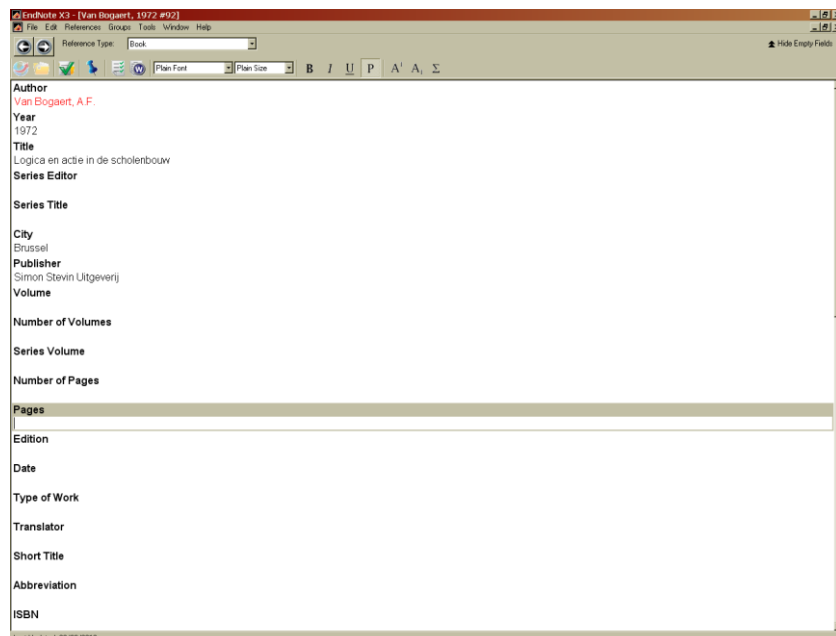 EndNote X3 - [Van Bogaert, 1972 #92]
File Edit References Groups Tools Window Help
Reference Type: Book
Hide Empty Fields
Plain Font Plain Size B I U P A¹ A₁ Σ
Author
Van Bogaert, A.F.
Year
1972
Title
Logica en actie in de scholenbouw
Series Editor
Series Title
City
Brussel
Publisher
Simon Stevin Uitgeverij
Volume
Number of Volumes
Series Volume
Number of Pages
Pages
Edition
Date
Type of Work
Translator
Short Title
Abbreviation
ISBN